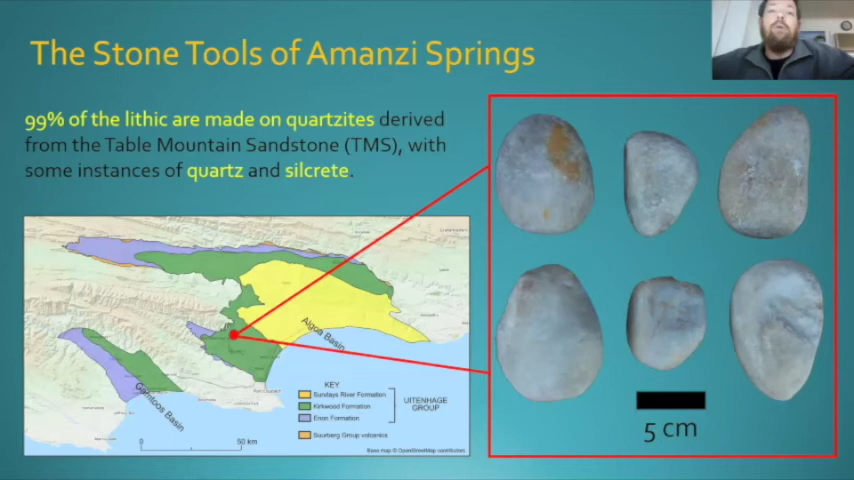 The Stone Tools of Amanzi Springs
99% of the lithic are made on quartzites derived
from the Table Mountain Sandstone (TMS), with
some instances of quartz and silcrete.
Algoa Basin
Gamtoos Basin
KEY
Sundays River Formation
Kirkwood Formation
Enon Formation
UITENHAGE
GROUP
Suurberg Group volcanics
0
50 km
Base map © OpenStreetMap contributors
5 cm